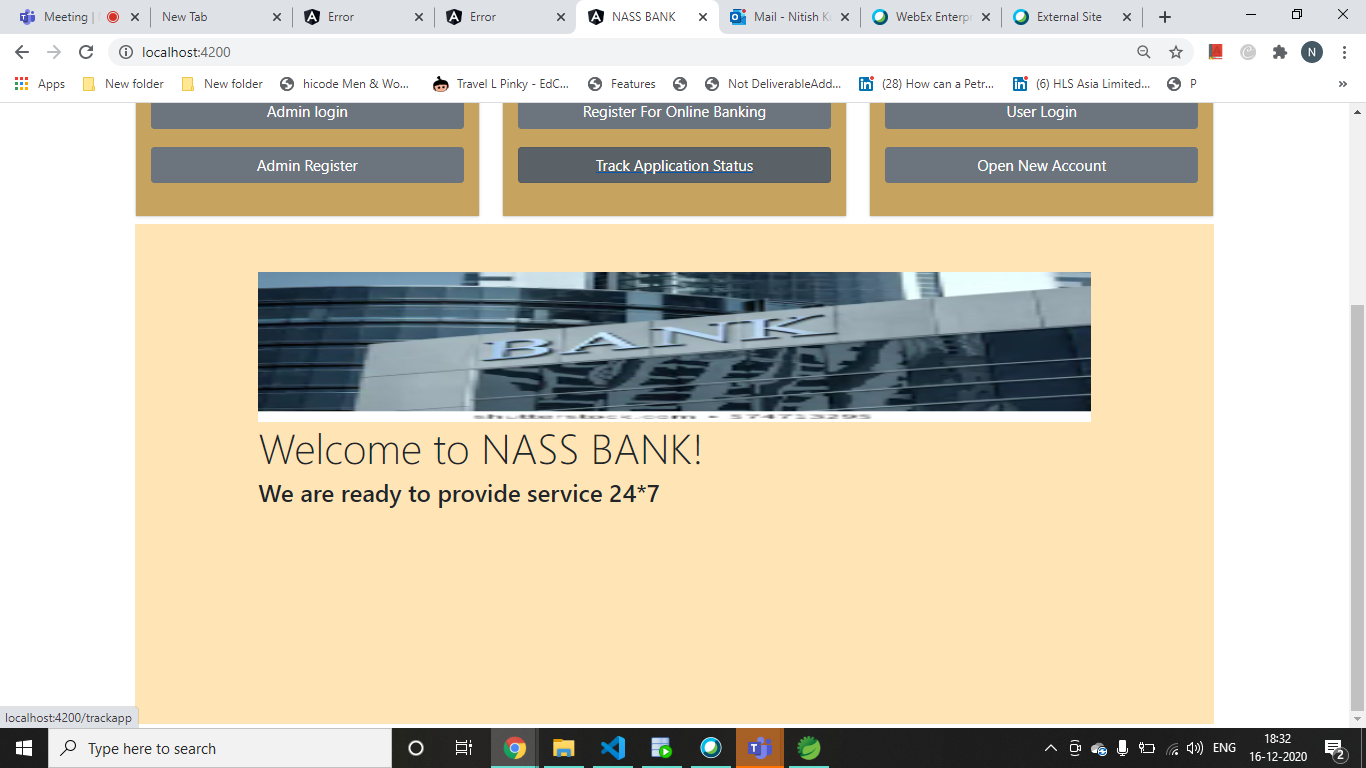 Meeting |
New Tab
Error
Error
NASS BANK
Mail - Nitish K
WebEx Enterp
External Site
localhost:4200
N
Apps
New folder
New folder
hicode Men & Wo...
Travel L Pinky - EdC...
Features
Not DeliverableAdd...
(28) How can a Petr...
(6) HLS Asia Limited...
P
»
Admin login
Register For Online Banking
User Login
Admin Register
Track Application Status
Open New Account
BANK
shutterstock.com • 574713295
Welcome to NASS BANK!
We are ready to provide service 24*7
localhost:4200/trackapp
Type here to search
ENG
18:32
16-12-2020
2